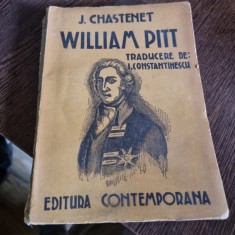 J. CHASTENET
WILLIAM PITT
TRADUCERE DE:
I. CONSTANTINESCU
EDITURA CONTEMPORANA